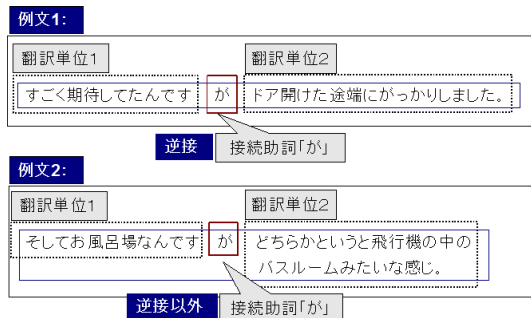 例文1:
翻訳単位1 翻訳単位2
すごく期待してたんです が ドア開けた途端にがっかりしました。
逆接 接続助詞「が」
例文2:
翻訳単位1 翻訳単位2
そしてお風呂場なんです が どちらかというと飛行機の中の
バスルームみたいな感じ。
逆接以外 接続助詞「が」